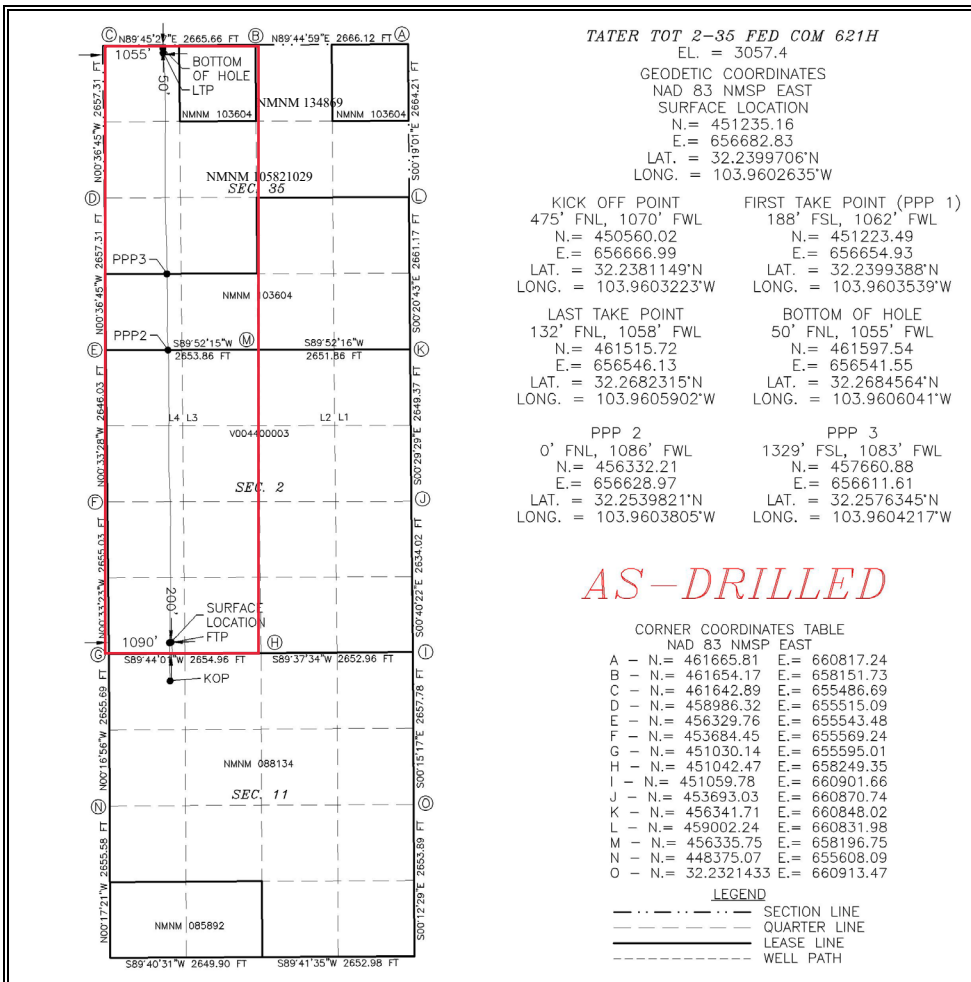 C N89°45'27"E 2665.66 FT B N89°44'59"E 2666.12 FT A
1055'
BOTTOM
OF HOLE
LTP
50'
NMNM 134869
NMNM 103604
NMNM 103604
N00°36'45"W 2657.31 FT
S00°19'01"E 2664.21 FT
NMNM 105821029
SEC. 35
D
L
N00°36'45"W 2657.31 FT
S00°20'43"E 2661.17 FT
PPP3
NMNM 103604
PPP2
S89°52'15"W M S89°52'16"W
E
K
2653.86 FT 2651.86 FT
N00°33'28"W 2646.03 FT
S00°29'29"E 2649.37 FT
L4 L3 L2 L1
V004400003
SEC. 2
F
J
N00°33'23"W 2655.03 FT
S00°40'22"E 2634.02 FT
200'
SURFACE
LOCATION
FTP
1090'
G
H
I
S89°44'01"W 2654.96 FT S89°37'34"W 2652.96 FT
KOP
N00°16'56"W 2655.69 FT
S00°15'17"E 2657.78 FT
NMNM 088134
SEC. 11
N
O
N00°17'21"W 2655.58 FT
S00°12'29"E 2653.89 FT
NMNM 085892
S89°40'31"W 2649.90 FT S89°41'35"W 2652.98 FT
TATER TOT 2-35 FED COM 621H
EL. = 3057.4
GEODETIC COORDINATES
NAD 83 NMSP EAST
SURFACE LOCATION
N.= 451235.16
E.= 656682.83
LAT. = 32.2399706°N
LONG. = 103.9602635°W
KICK OFF POINT
475' FNL, 1070' FWL
N.= 450560.02
E.= 656666.99
LAT. = 32.2381149°N
LONG. = 103.9603223°W
FIRST TAKE POINT (PPP 1)
188' FSL, 1062' FWL
N.= 451223.49
E.= 656654.93
LAT. = 32.2399388°N
LONG. = 103.9603539°W
LAST TAKE POINT
132' FNL, 1058' FWL
N.= 461515.72
E.= 656546.13
LAT. = 32.2682315°N
LONG. = 103.9605902°W
BOTTOM OF HOLE
50' FNL, 1055' FWL
N.= 461597.54
E.= 656541.55
LAT. = 32.2684564°N
LONG. = 103.9606041°W
PPP 2
0' FNL, 1086' FWL
N.= 456332.21
E.= 656628.97
LAT. = 32.2539821°N
LONG. = 103.9603805°W
PPP 3
1329' FSL, 1083' FWL
N.= 457660.88
E.= 656611.61
LAT. = 32.2576345°N
LONG. = 103.9604217°W
AS-DRILLED
CORNER COORDINATES TABLE
NAD 83 NMSP EAST
A - N.= 461665.81 E.= 660817.24
B - N.= 461654.17 E.= 658151.73
C - N.= 461642.89 E.= 655486.69
D - N.= 458986.32 E.= 655515.09
E - N.= 456329.76 E.= 655543.48
F - N.= 453684.45 E.= 655569.24
G - N.= 451030.14 E.= 655595.01
H - N.= 451042.47 E.= 658249.35
I - N.= 451059.78 E.= 660901.66
J - N.= 453693.03 E.= 660870.74
K - N.= 456341.71 E.= 660848.02
L - N.= 459002.24 E.= 660831.98
M - N.= 456335.75 E.= 658196.75
N - N.= 448375.07 E.= 655608.09
O - N.= 32.2321433 E.= 660913.47
LEGEND
SECTION LINE
QUARTER LINE
LEASE LINE
WELL PATH